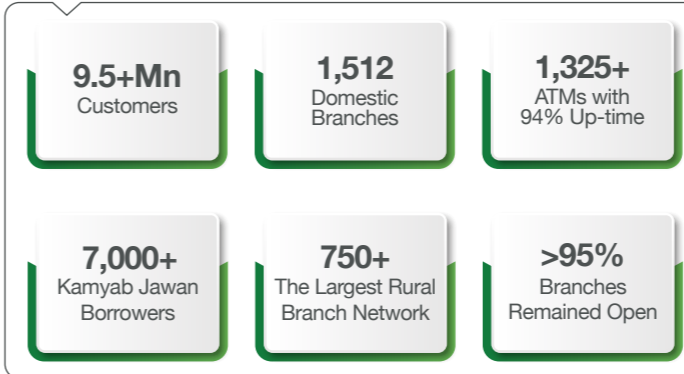 9.5+Mn
Customers
1,512
Domestic
Branches
1,325+
ATMs with
94% Up-time
7,000+
Kamyab Jawan
Borrowers
750+
The Largest Rural
Branch Network
>95%
Branches
Remained Open